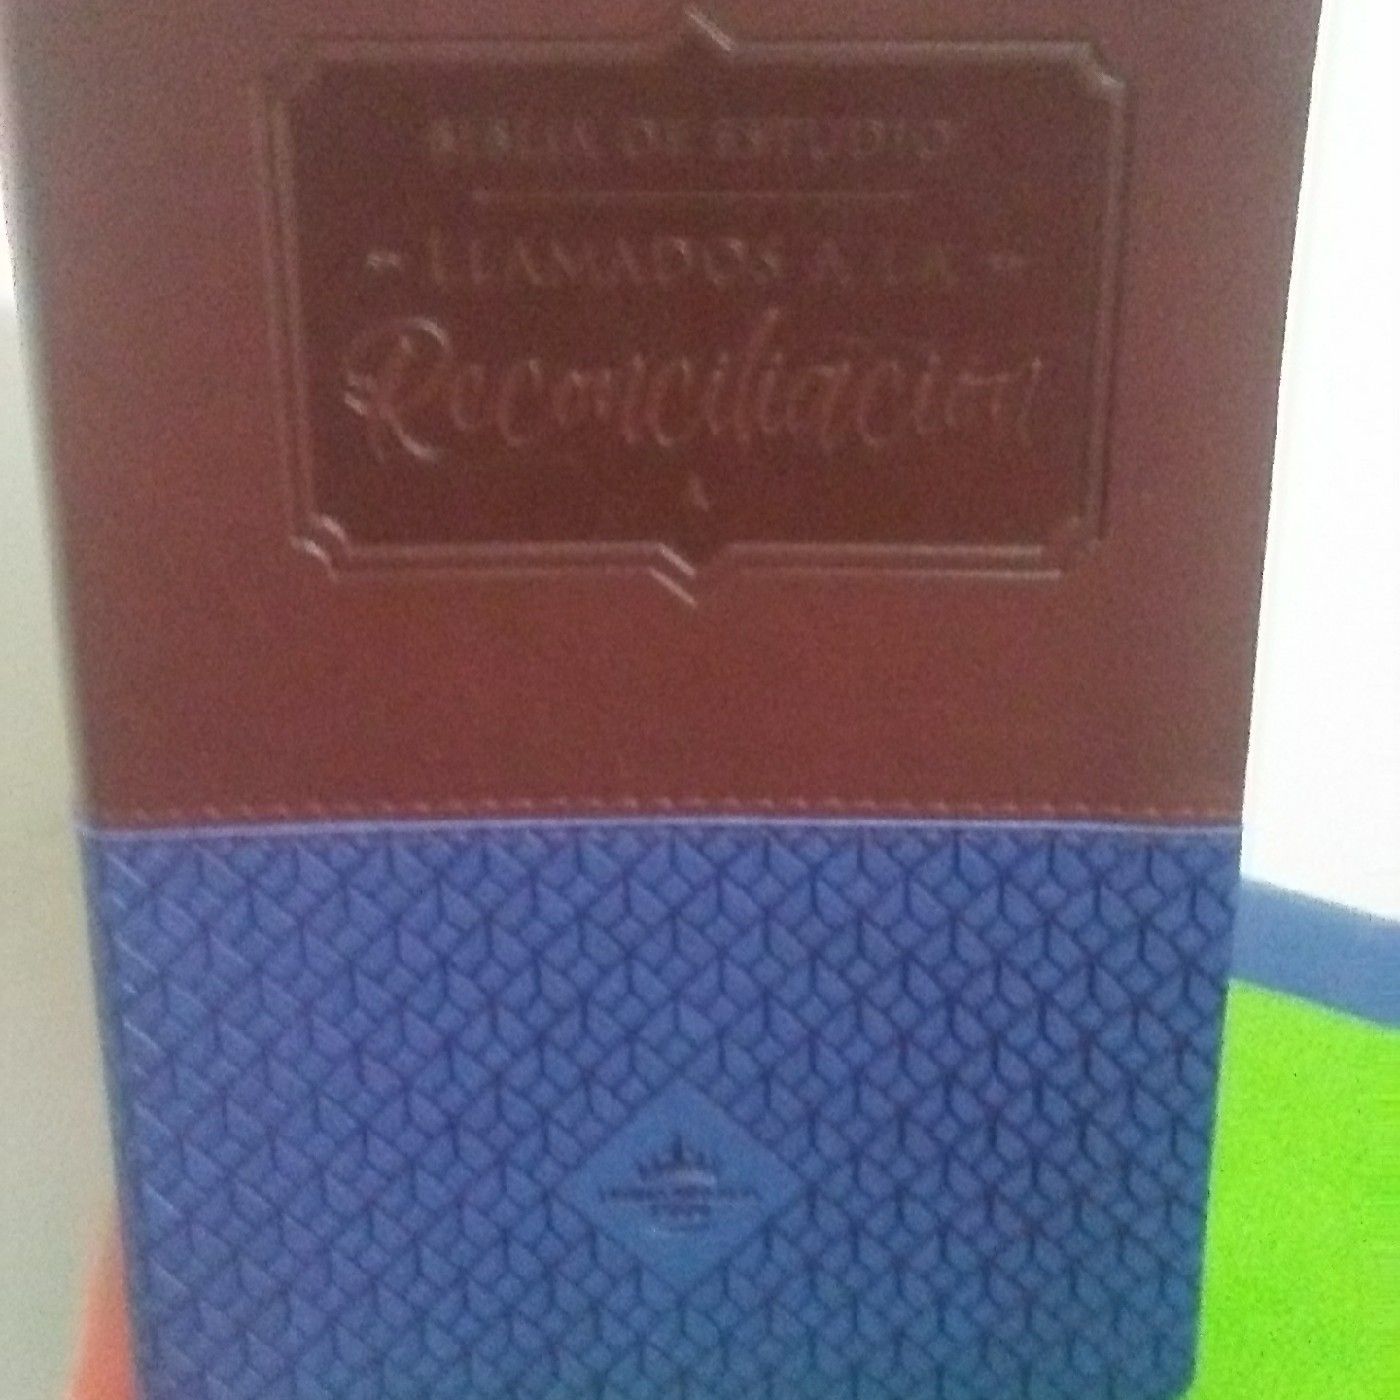 BIBLIA DE ESTUDIO
LLAMADOS A LA
Reconciliación